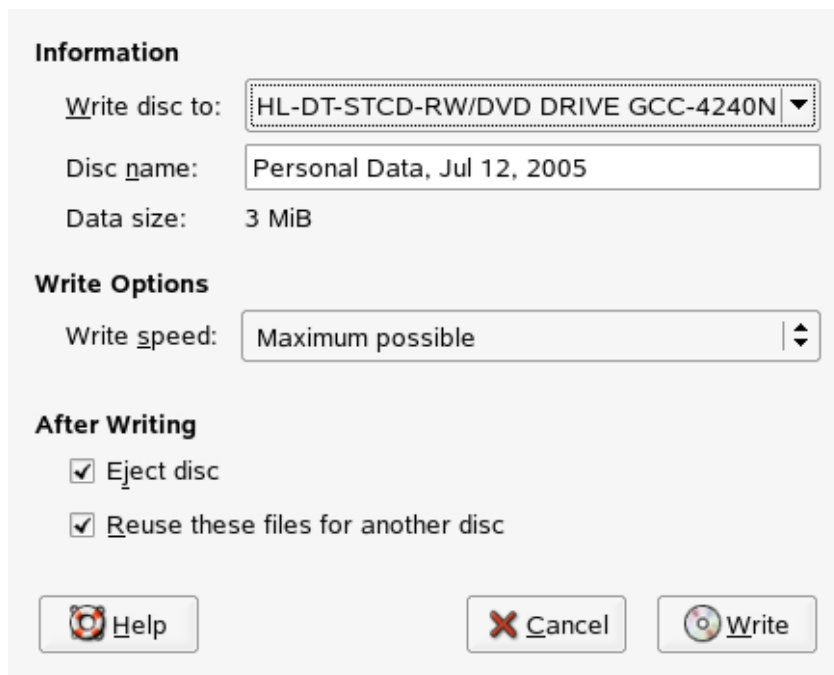 Information
Write disc to: HL-DT-STCD-RW/DVD DRIVE GCC-4240N
Disc name: Personal Data, Jul 12, 2005
Data size: 3 MiB
Write Options
Write speed: Maximum possible
After Writing
Eject disc
Reuse these files for another disc
Help Cancel Write